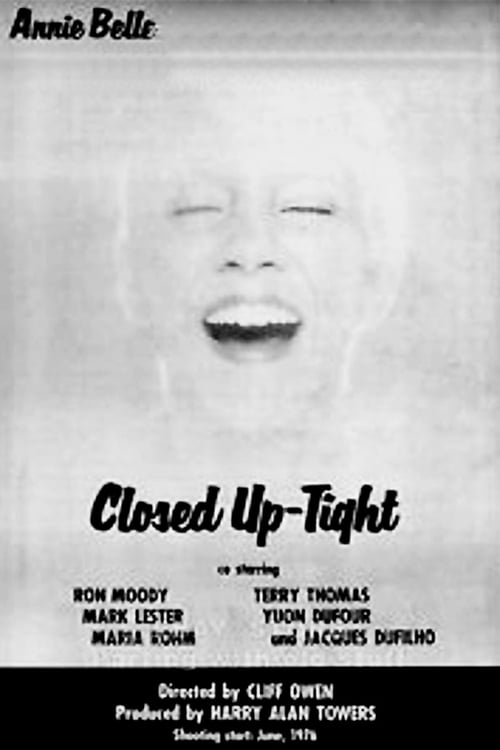 Annie Belle
Closed Up-Tight
co starring
RON MOODY
TERRY THOMAS
MARK LESTER
YUON DUFOUR
MARIA ROHM
and JACQUES DUFILHO
Directed by CLIFF OWEN
Produced by HARRY ALAN TOWERS
Shooting start: June, 1976